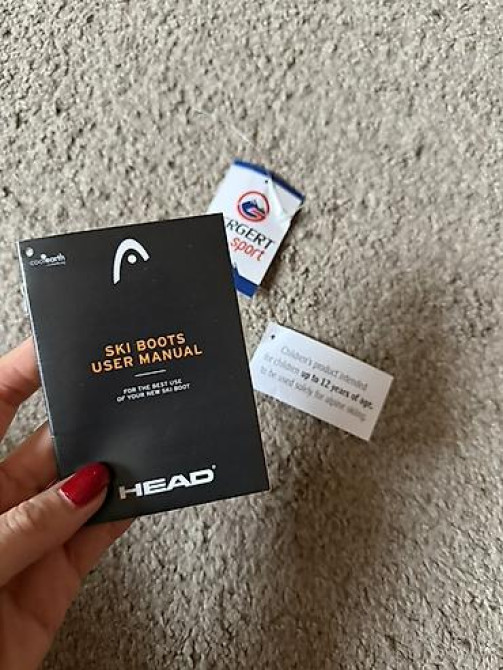 coolearth
SKI BOOTS
USER MANUAL
FOR THE BEST USE
OF YOUR NEW SKI BOOT
HEAD
sport
Children's product intended
for children up to 12 years of age,
to be used solely for alpine skiing.